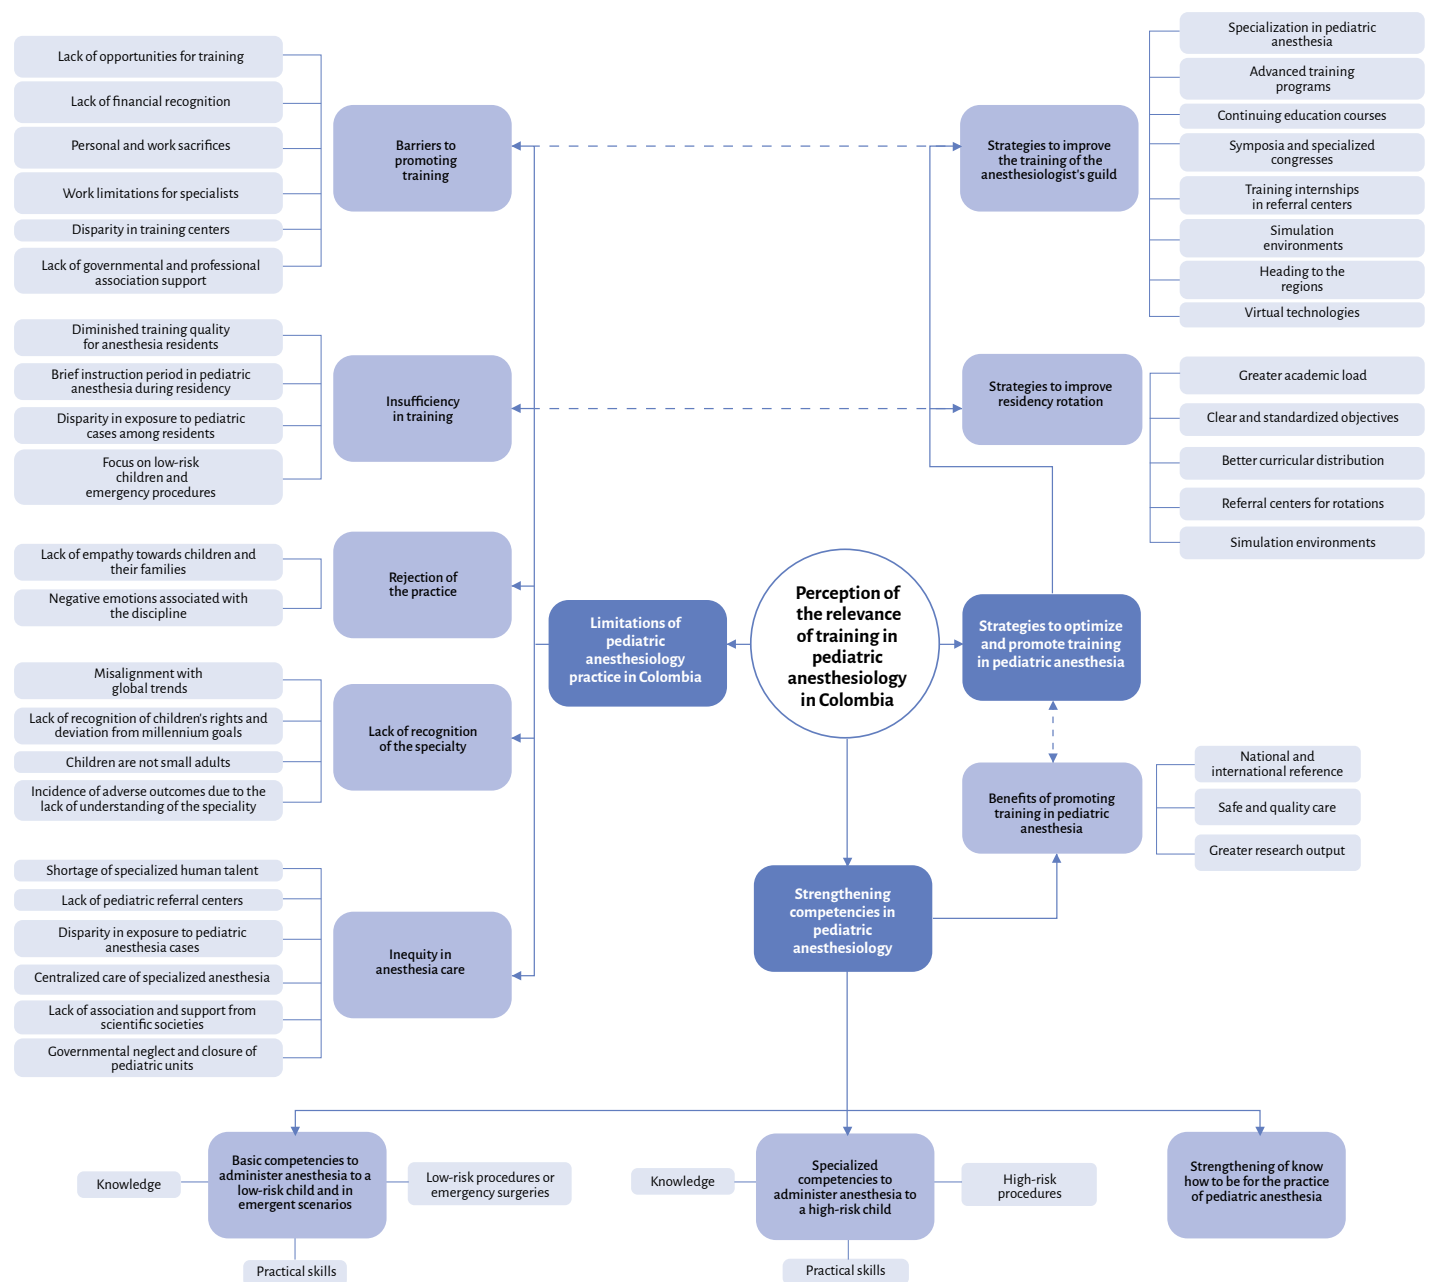 Lack of opportunities for training
Lack of financial recognition
Personal and work sacrifices
Work limitations for specialists
Disparity in training centers
Lack of governmental and professional
association support
Barriers to
promoting
training
Strategies to improve
the training of the
anesthesiologist's guild
Specialization in pediatric
anesthesia
Advanced training
programs
Continuing education courses
Symposia and specialized
congresses
Training internships
in referral centers
Simulation
environments
Heading to the
regions
Virtual technologies
Diminished training quality
for anesthesia residents
Brief instruction period in pediatric
anesthesia during residency
Disparity in exposure to pediatric
cases among residents
Focus on low-risk
children and
emergency procedures
Insufficiency
in training
Strategies to improve
residency rotation
Greater academic load
Clear and standardized objectives
Better curricular distribution
Referral centers for rotations
Simulation environments
Lack of empathy towards children and
their families
Negative emotions associated with
the discipline
Rejection of
the practice
Limitations of
pediatric
anesthesiology
practice in Colombia
Perception of
the relevance
of training in
pediatric
anesthesiology
in Colombia
Strategies to optimize
and promote training
in pediatric anesthesia
Misalignment with
global trends
Lack of recognition of children's rights and
deviation from millennium goals
Children are not small adults
Incidence of adverse outcomes due to the
lack of understanding of the speciality
Lack of recognition
of the specialty
Benefits of promoting
training in pediatric
anesthesia
National and
international reference
Safe and quality care
Greater research output
Shortage of specialized human talent
Lack of pediatric referral centers
Disparity in exposure to pediatric
anesthesia cases
Centralized care of specialized anesthesia
Lack of association and support from
scientific societies
Governmental neglect and closure of
pediatric units
Inequity in
anesthesia care
Strengthening
competencies in
pediatric
anesthesiology
Knowledge
Basic competencies to
administer anesthesia to a
low-risk child and in
emergent scenarios
Low-risk procedures or
emergency surgeries
Practical skills
Knowledge
Specialized
competencies to
administer anesthesia to
a high-risk child
High-risk
procedures
Practical skills
Strengthening of know
how to be for the practice
of pediatric anesthesia